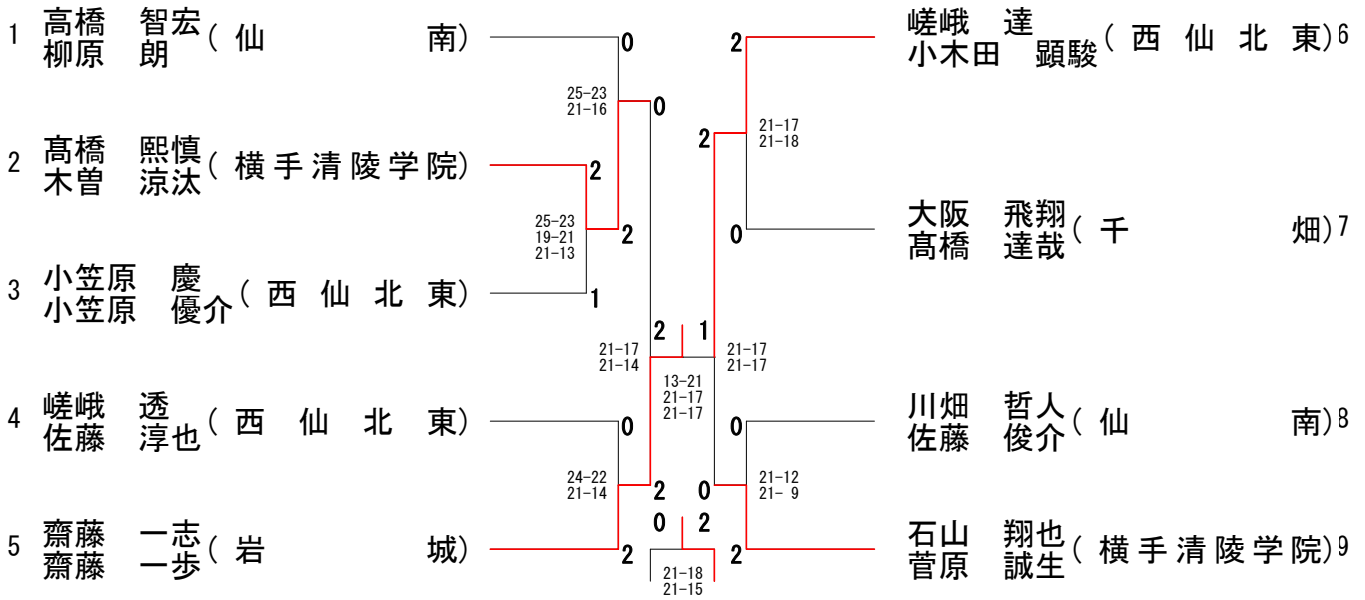 1 高橋 智宏 ( 仙 南 )
柳原 朗
2 髙橋 熙慎 ( 横手清陵学院 )
木曽 涼汰
3 小笠原 慶 ( 西仙北東 )
小笠原 優介
4 嵯峨 透 ( 西仙北東 )
佐藤 淳也
5 齋藤 一志 ( 岩 城 )
齋藤 一歩
0
25-23
21-16
0
2
25-23
19-21
21-13
2
1
21-17
21-14
2
0
24-22
21-14
2
2
1
13-21
21-17
21-17
0
2
21-18
21-15
2
2
21-17
21-18
0
21-17
21-17
0
0
21-12
21- 9
2
嵯峨 達 ( 西仙北東 ) 6
小木田 顕駿
大阪 飛翔 ( 千 畑 ) 7
髙橋 達哉
川畑 哲人 ( 仙 南 ) 8
佐藤 俊介
石山 翔也 ( 横手清陵学院 ) 9
菅原 誠生